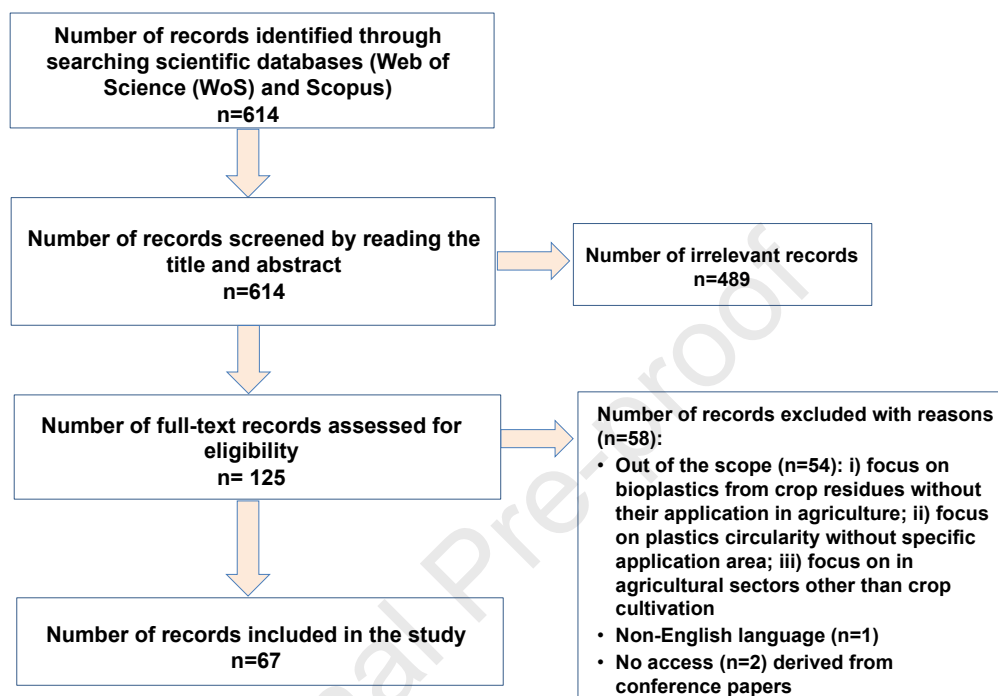 Number of records identified through
searching scientific databases (Web of
Science (WoS) and Scopus)
n=614
Number of records screened by reading the
title and abstract
n=614
Number of irrelevant records
n=489
Number of full-text records assessed for
eligibility
n= 125
Number of records excluded with reasons
(n=58):
• Out of the scope (n=54): i) focus on
bioplastics from crop residues without
their application in agriculture; ii) focus
on plastics circularity without specific
application area; iii) focus on in
agricultural sectors other than crop
cultivation
• Non-English language (n=1)
• No access (n=2) derived from
conference papers
Number of records included in the study
n=67
al Pre-proof